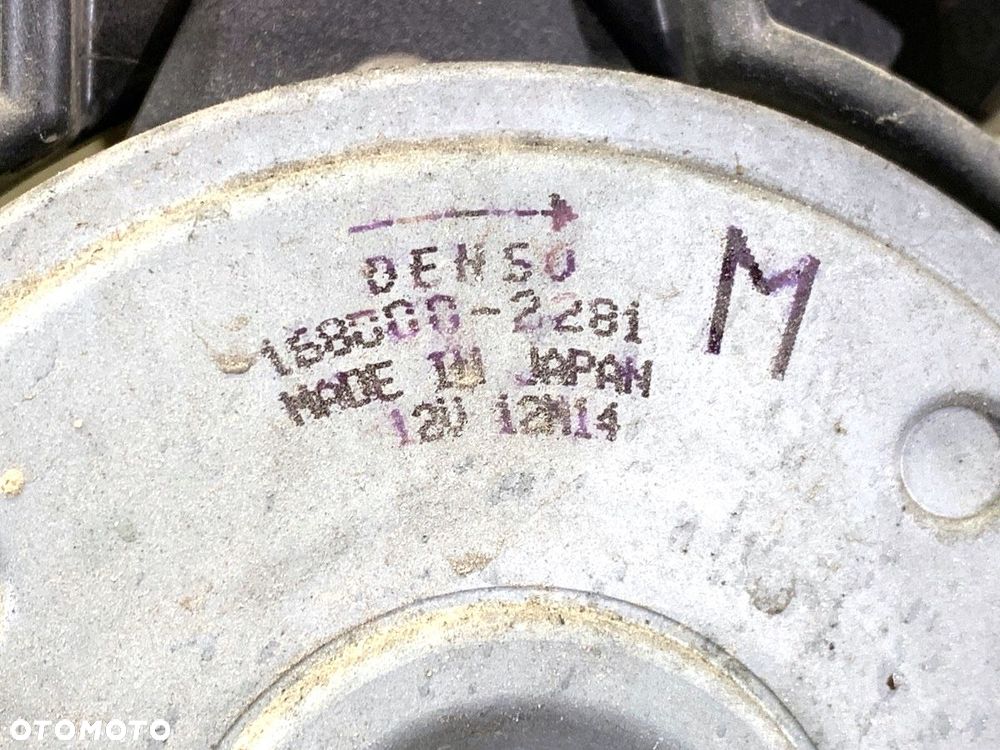 DENSO
M
168000-2281
MADE IN JAPAN
12V 12M14
OTOMOTO